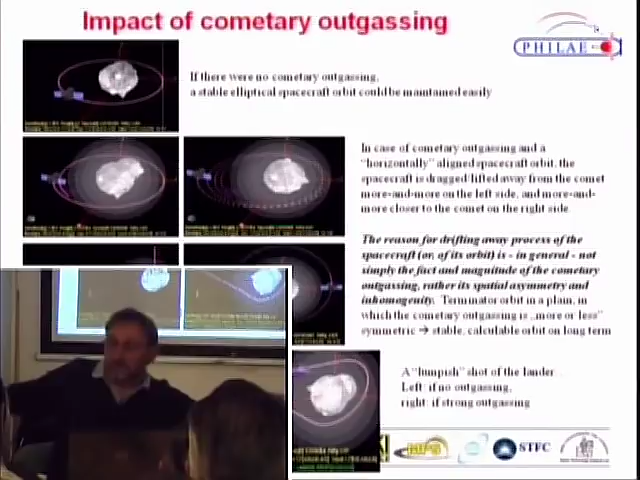 Impact of cometary outgassing
PHILAE
If there were no cometary outgassing,
a stable elliptical spacecraft orbit could be maintained easily
In case of cometary outgassing and a
"horizontally" aligned spacecraft orbit, the
spacecraft is dragged/lifted away from the comet
more-and-more on the left side, and more-and-
more closer to the comet on the right side.
The reason for drifting away process of the
spacecraft (or, of its orbit) is - in general - not
simply the fact and magnitude of the cometary
outgassing, rather its spatial asymmetry and
inhomogenity. Terminator orbit in a plain, in
which the cometary outgassing is „more or less"
symmetric → stable, calculable orbit on long term
A "humpish" shot of the lander
Left: if no outgassing,
right: if strong outgassing
MPS
STFC